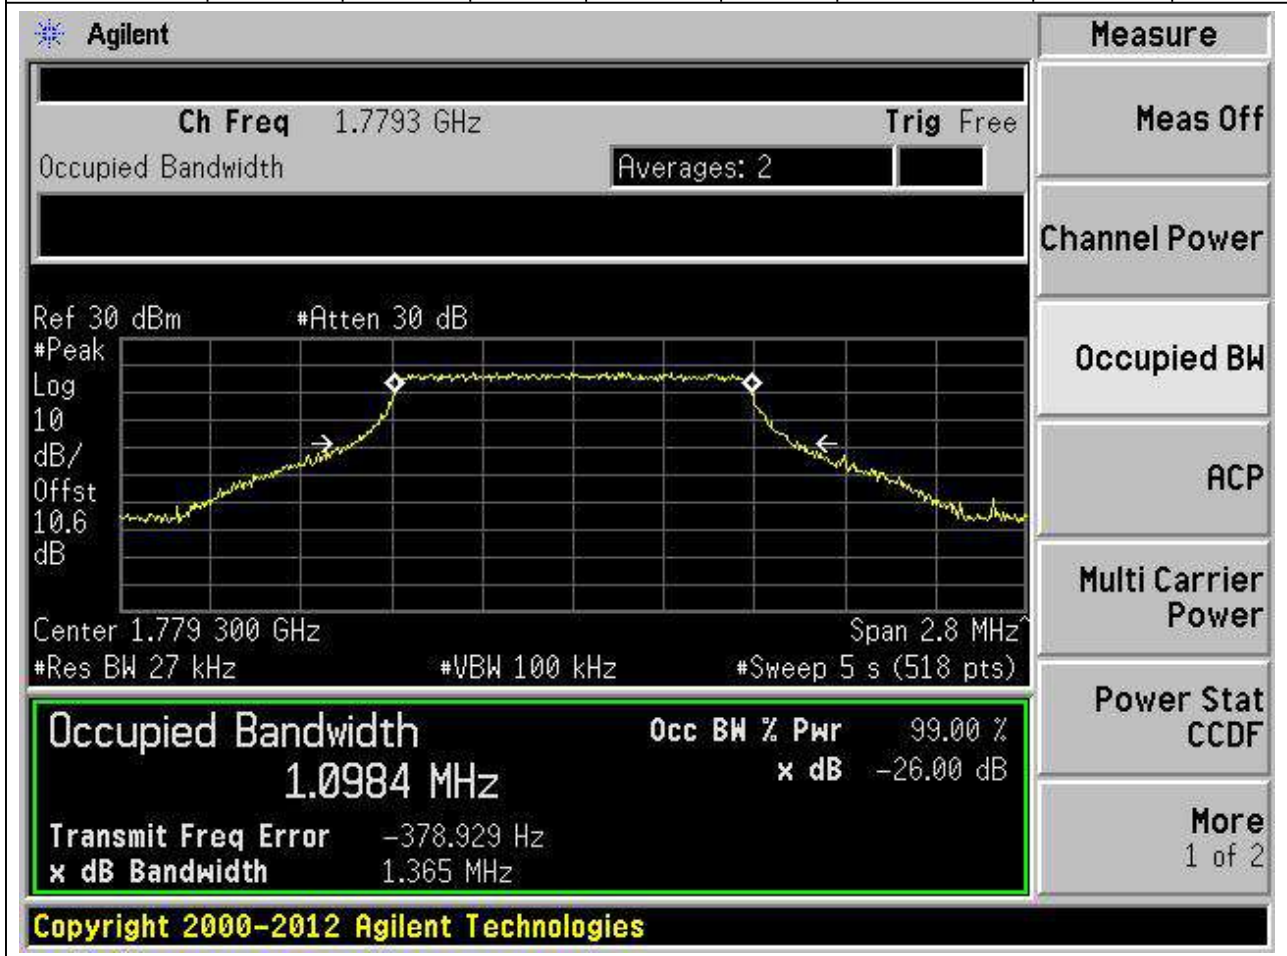 Agilent
Measure
Ch Freq 1.7793 GHz Trig Free
Occupied Bandwidth Averages: 2
Meas Off
Channel Power
Occupied BW
ACP
Multi Carrier
Power
Power Stat
CCDF
More
1 of 2
Ref 30 dBm #Atten 30 dB
#Peak
Log
10
dB/
Offst
10.6
dB
Center 1.779 300 GHz Span 2.8 MHz^
#Res BW 27 kHz #VBW 100 kHz #Sweep 5 s (518 pts)
Occupied Bandwidth Occ BW % Pwr 99.00 %
1.0984 MHz x dB -26.00 dB
Transmit Freq Error -378.929 Hz
x dB Bandwidth 1.365 MHz
Copyright 2000-2012 Agilent Technologies